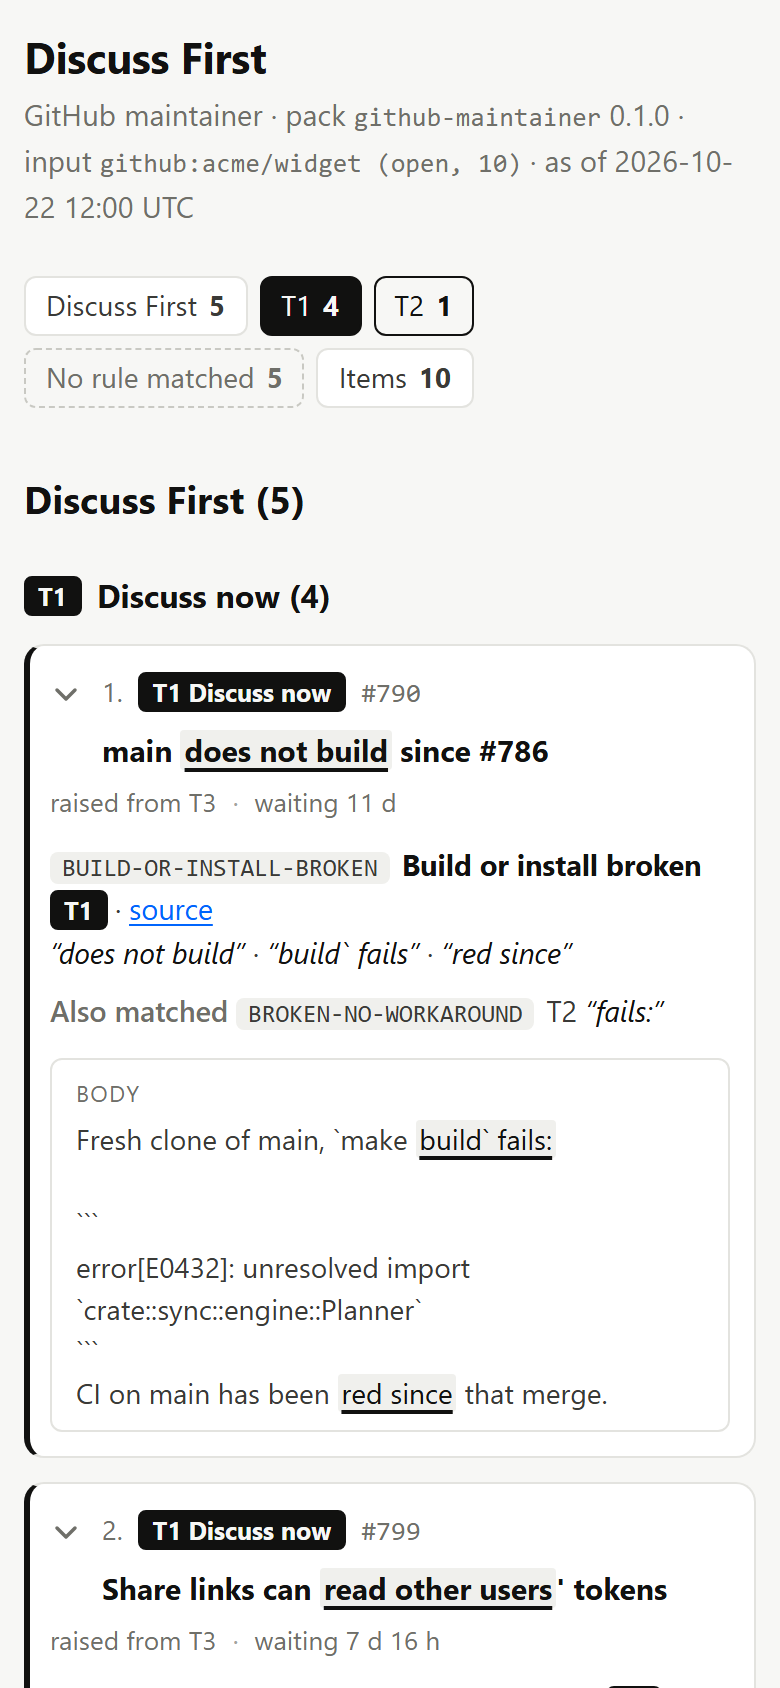 Discuss First
GitHub maintainer · pack github-maintainer 0.1.0 ·
input github:acme/widget (open, 10) · as of 2026-10-
22 12:00 UTC
Discuss First 5 T1 4 T2 1
No rule matched 5 Items 10
Discuss First (5)
T1 Discuss now (4)
1. T1 Discuss now #790
main does not build since #786
raised from T3 · waiting 11 d
BUILD-OR-INSTALL-BROKEN Build or install broken
T1 · source
“does not build” · “build` fails” · “red since”
Also matched BROKEN-NO-WORKAROUND T2 “fails:”
BODY
Fresh clone of main, `make build` fails:
```
error[E0432]: unresolved import
`crate::sync::engine::Planner`
```
CI on main has been red since that merge.
2. T1 Discuss now #799
Share links can read other users' tokens
raised from T3 · waiting 7 d 16 h